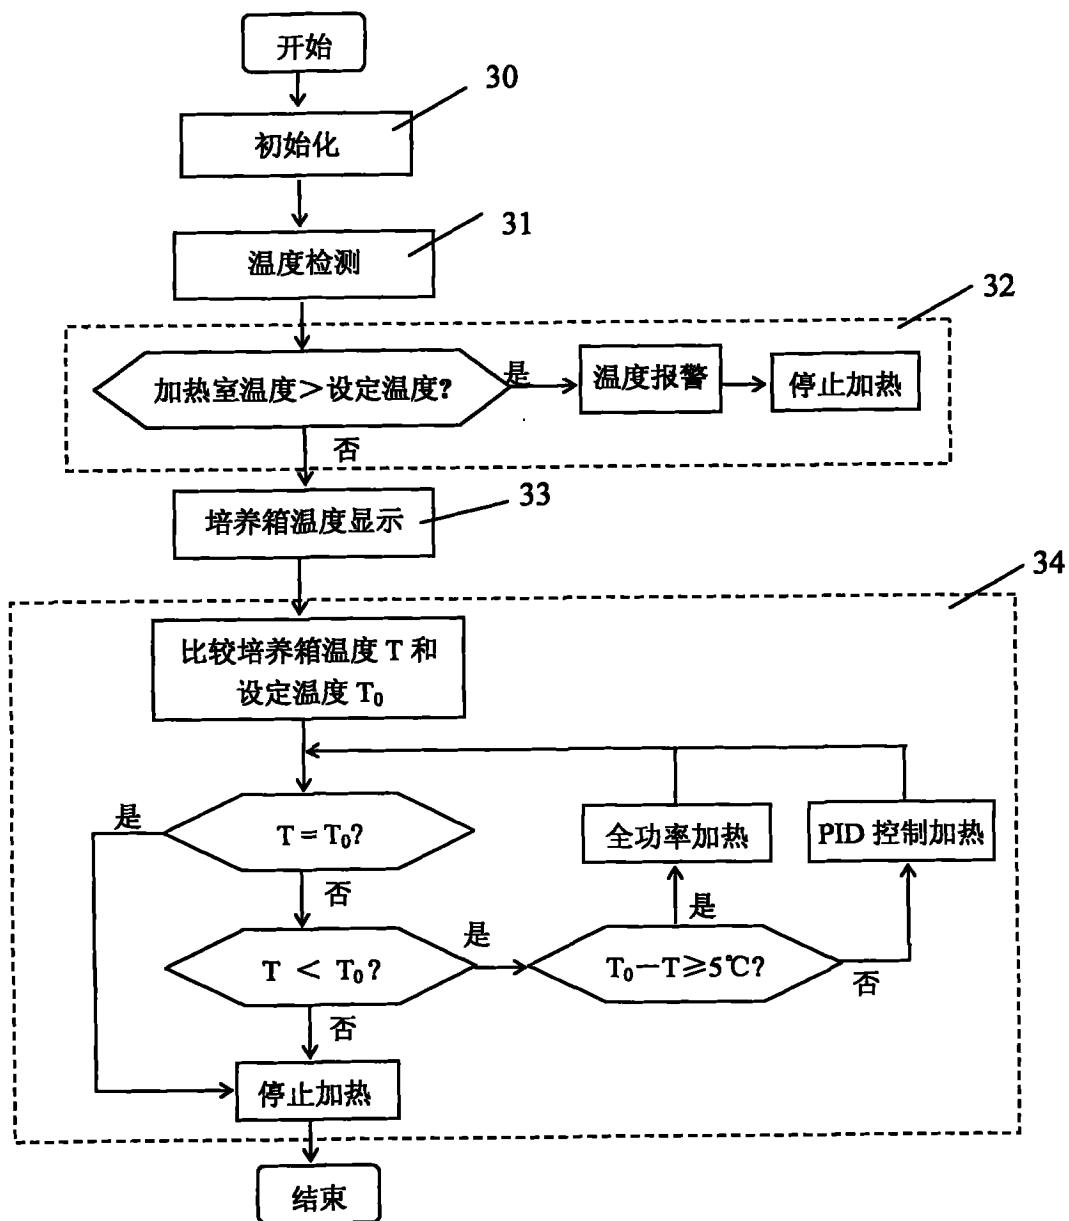 开始
30
初始化
31
温度检测
32
加热室温度＞设定温度?
是
温度报警
停止加热
否
33
培养箱温度显示
34
比较培养箱温度 T 和
设定温度 T₀
是
T = T₀?
全功率加热
PID 控制加热
否
是
是
T ＜ T₀?
T₀－T≥5℃?
否
否
停止加热
结束